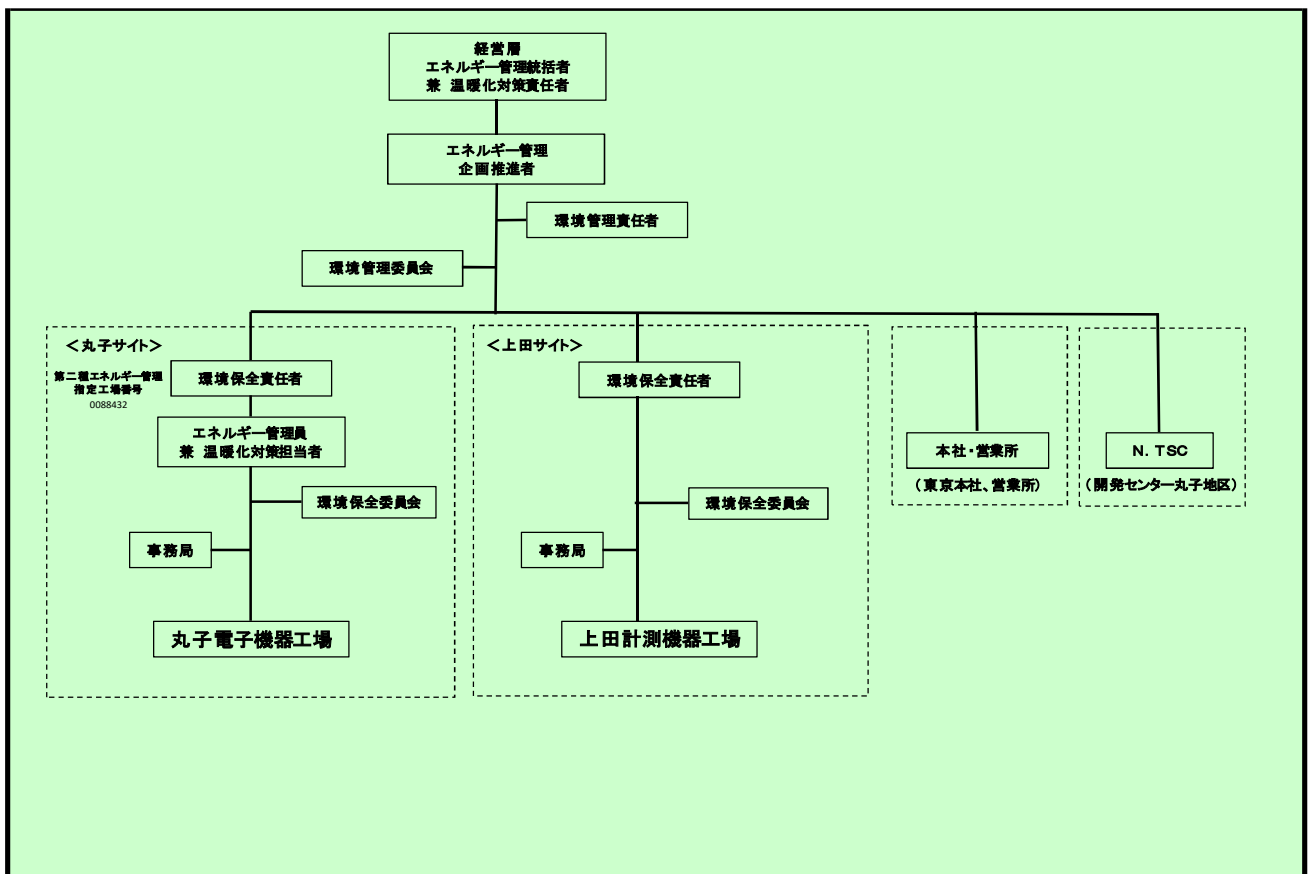 経営層
エネルギー管理統括者
兼 温暖化対策責任者
エネルギー管理
企画推進者
環境管理責任者
環境管理委員会
＜丸子サイト＞
第二種エネルギー管理
指定工場番号
0088432
環境保全責任者
エネルギー管理員
兼 温暖化対策担当者
環境保全委員会
事務局
丸子電子機器工場
＜上田サイト＞
環境保全責任者
環境保全委員会
事務局
上田計測機器工場
本社・営業所
（東京本社、営業所）
Ｎ．ＴＳＣ
（開発センター丸子地区）